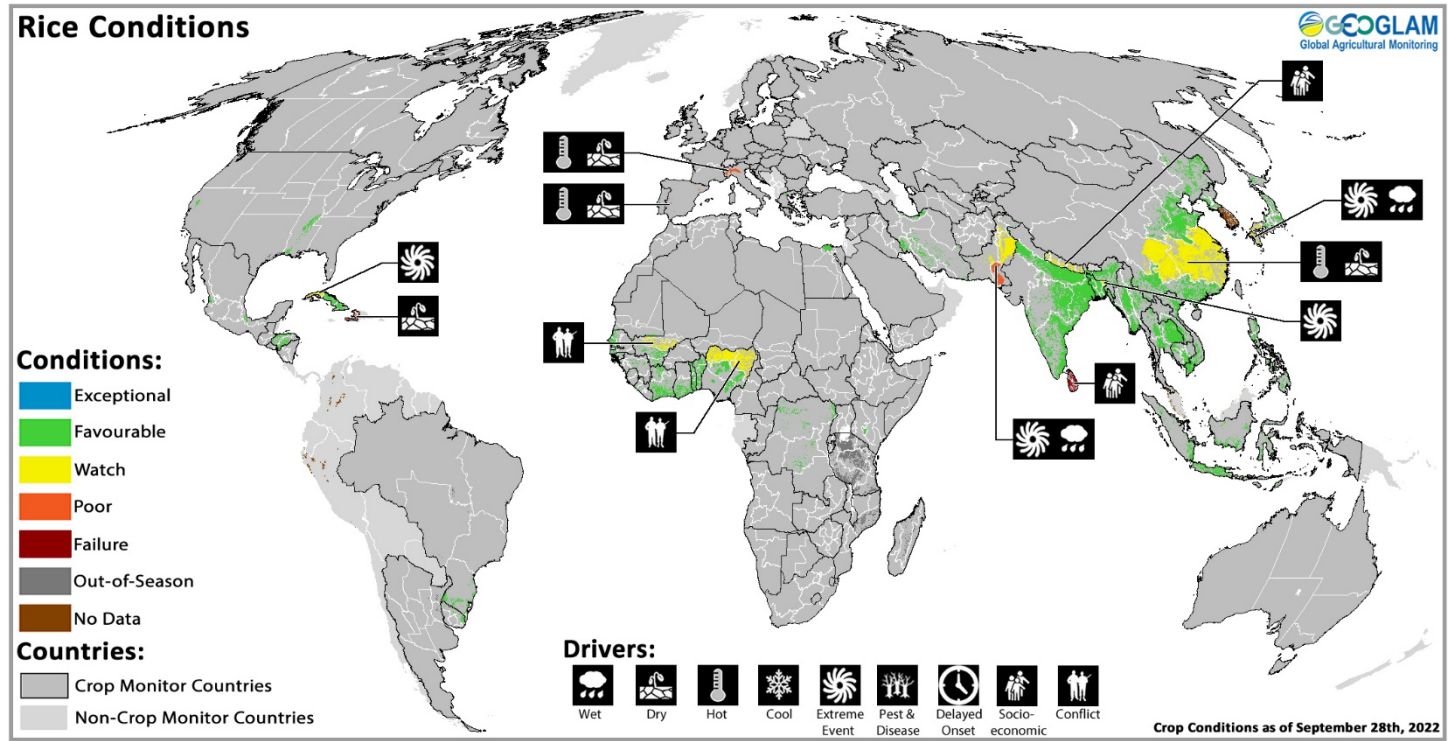 Rice Conditions
GEOGLAM
Global Agricultural Monitoring
Conditions:
Exceptional
Favourable
Watch
Poor
Failure
Out-of-Season
No Data
Countries:
Crop Monitor Countries
Non-Crop Monitor Countries
Drivers:
Wet
Dry
Hot
Cool
Extreme
Event
Pest &
Disease
Delayed
Onset
Socio-
economic
Conflict
Crop Conditions as of September 28th, 2022